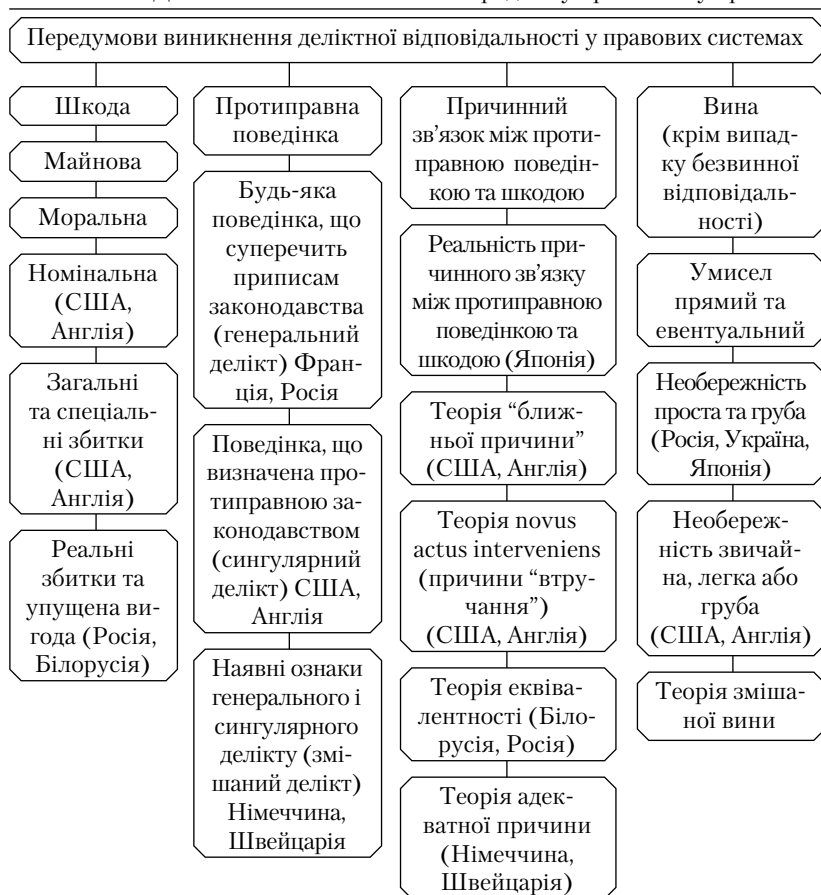 Передумови виникнення деліктної відповідальності у правових системах
Шкода
Майнова
Моральна
Номінальна
(США,
Англія)
Загальні
та спеціаль-
ні збитки
(США,
Англія)
Реальні
збитки та
упущена ви-
года (Росія,
Білорусія)
Протиправна
поведінка
Будь-яка
поведінка, що
суперечить
приписам
законодавства
(генеральний
делікт) Фран-
ція, Росія
Поведінка, що
визначена про-
типравною за-
конодавством
(сингулярний
делікт) США,
Англія
Наявні ознаки
генерального і
сингулярного
делікту (змі-
шаний делікт)
Німеччина,
Швейцарія
Причинний
зв'язок між проти-
правною поведін-
кою та шкодою
Реальність при-
чинного зв'язку
між протиправною
поведінкою та
шкодою (Японія)
Теорія “ближ-
ньої причини”
(США, Англія)
Теорія novus
actus interveniens
(причини “втру-
чання”)
(США, Англія)
Теорія еквіва-
лентності (Біло-
русія, Росія)
Теорія адек-
ватної причини
(Німеччина,
Швейцарія)
Вина
(крім випад-
ку безвинної
відповідаль-
ності)
Умисел
прямий та
евентуальний
Необережність
проста та груба
(Росія, Україна,
Японія)
Необереж-
ність звичай-
на, легка або
груба
(США, Англія)
Теорія зміша-
ної вини